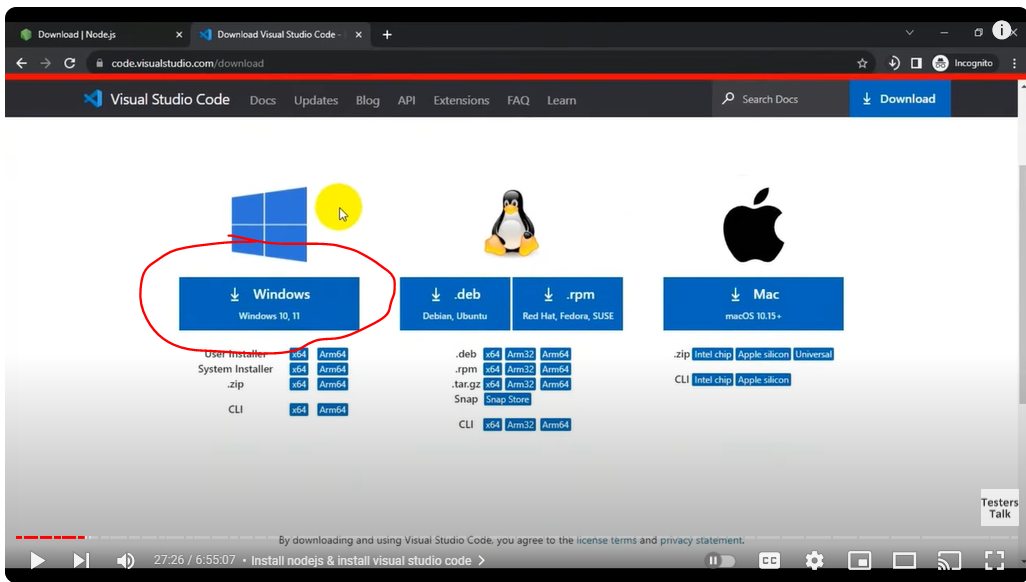 Download | Node.js
Download Visual Studio Code -
code.visualstudio.com/download
Incognito
Visual Studio Code Docs Updates Blog API Extensions FAQ Learn Search Docs Download
Windows
Windows 10, 11
.deb
Debian, Ubuntu
.rpm
Red Hat, Fedora, SUSE
Mac
macOS 10.15+
User Installer x64 Arm64
System Installer x64 Arm64
.zip x64 Arm64
CLI x64 Arm64
.deb x64 Arm32 Arm64
.rpm x64 Arm32 Arm64
.tar.gz x64 Arm32 Arm64
Snap Snap Store
CLI x64 Arm32 Arm64
.zip Intel chip Apple silicon Universal
CLI Intel chip Apple silicon
Testers
Talk
By downloading and using Visual Studio Code, you agree to the license terms and privacy statement.
27:26 / 6:55:07 • Install nodejs & install visual studio code
CC